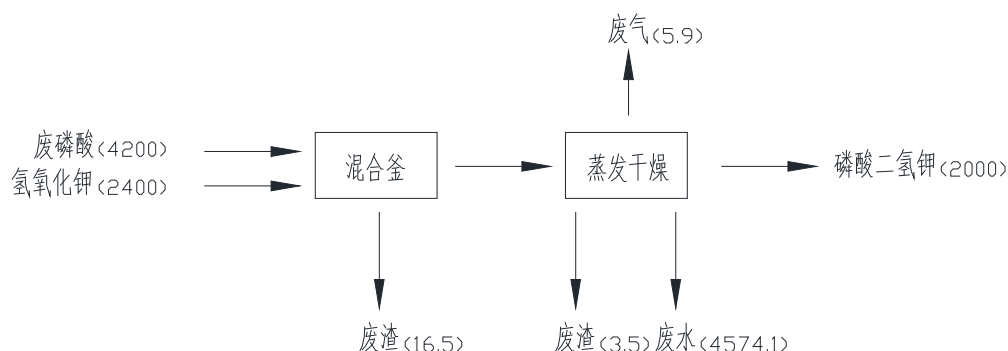 废气(5.9)
废磷酸(4200)
氢氧化钾(2400)
混合釜
蒸发干燥
磷酸二氢钾(2000)
废渣(16.5)
废渣(3.5)
废水(4574.1)